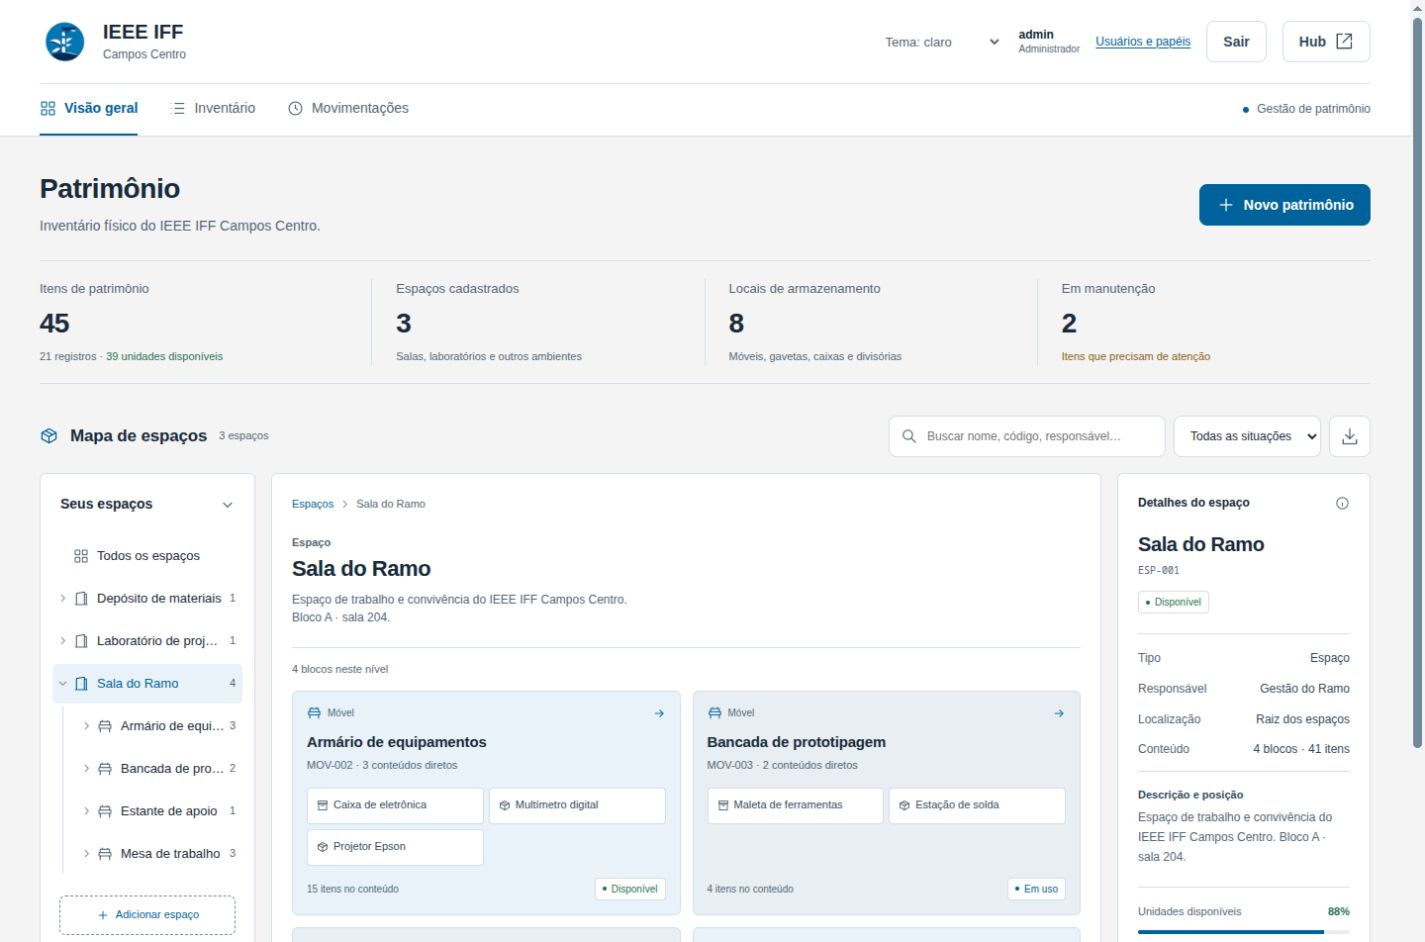 IEEE IFF
Campos Centro
Tema: claro
admin
Administrador
Usuários e papéis
Sair
Hub
Visão geral
Inventário
Movimentações
Gestão de patrimônio
Patrimônio
Inventário físico do IEEE IFF Campos Centro.
Novo patrimônio
Itens de patrimônio
45
21 registros · 39 unidades disponíveis
Espaços cadastrados
3
Salas, laboratórios e outros ambientes
Locais de armazenamento
8
Móveis, gavetas, caixas e divisórias
Em manutenção
2
Itens que precisam de atenção
Mapa de espaços
3 espaços
Buscar nome, código, responsável…
Todas as situações
Seus espaços
Todos os espaços
Depósito de materiais 1
Laboratório de proj… 1
Sala do Ramo 4
Armário de equi… 3
Bancada de pro… 2
Estante de apoio 1
Mesa de trabalho 3
+ Adicionar espaço
Espaços > Sala do Ramo
Espaço
Sala do Ramo
Espaço de trabalho e convivência do IEEE IFF Campos Centro.
Bloco A · sala 204.
4 blocos neste nível
Móvel
Armário de equipamentos
MOV-002 · 3 conteúdos diretos
Caixa de eletrônica
Multímetro digital
Projetor Epson
15 itens no conteúdo
Disponível
Móvel
Bancada de prototipagem
MOV-003 · 2 conteúdos diretos
Maleta de ferramentas
Estação de solda
4 itens no conteúdo
Em uso
Detalhes do espaço
Sala do Ramo
ESP-001
Disponível
Tipo Espaço
Responsável Gestão do Ramo
Localização Raiz dos espaços
Conteúdo 4 blocos · 41 itens
Descrição e posição
Espaço de trabalho e convivência do
IEEE IFF Campos Centro. Bloco A ·
sala 204.
Unidades disponíveis 88%